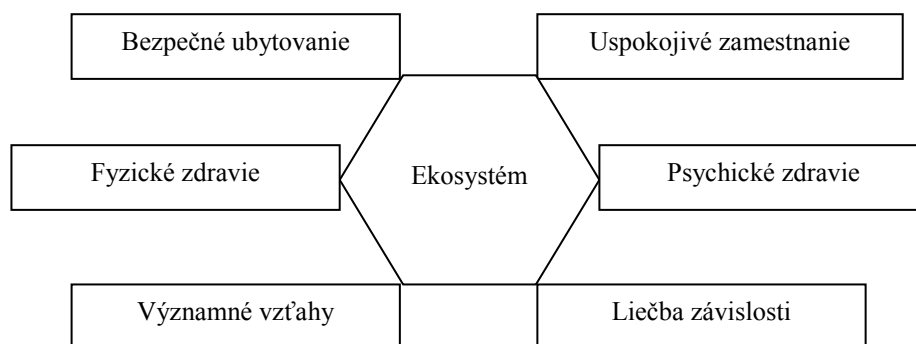 Bezpečné ubytovanie
Uspokojivé zamestnanie
Fyzické zdravie
Ekosystém
Psychické zdravie
Významné vzťahy
Liečba závislosti